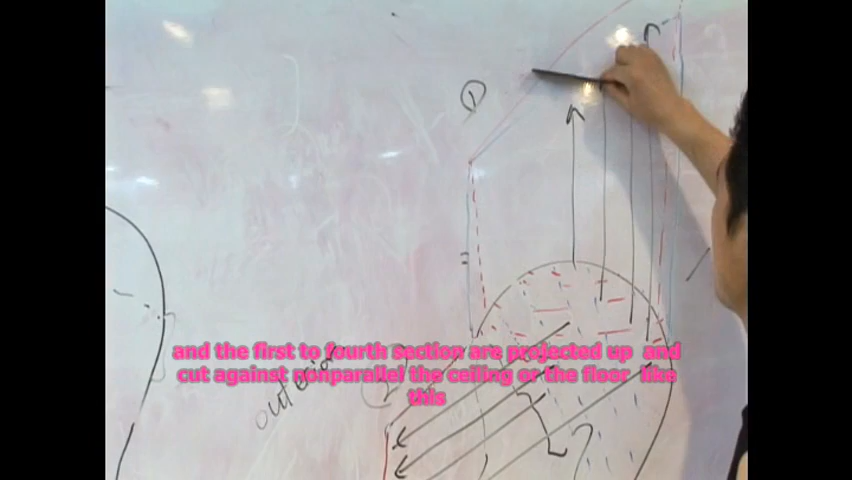 ①
and the first to fourth section are projected up and
cut against nonparallel the ceiling or the floor like
this